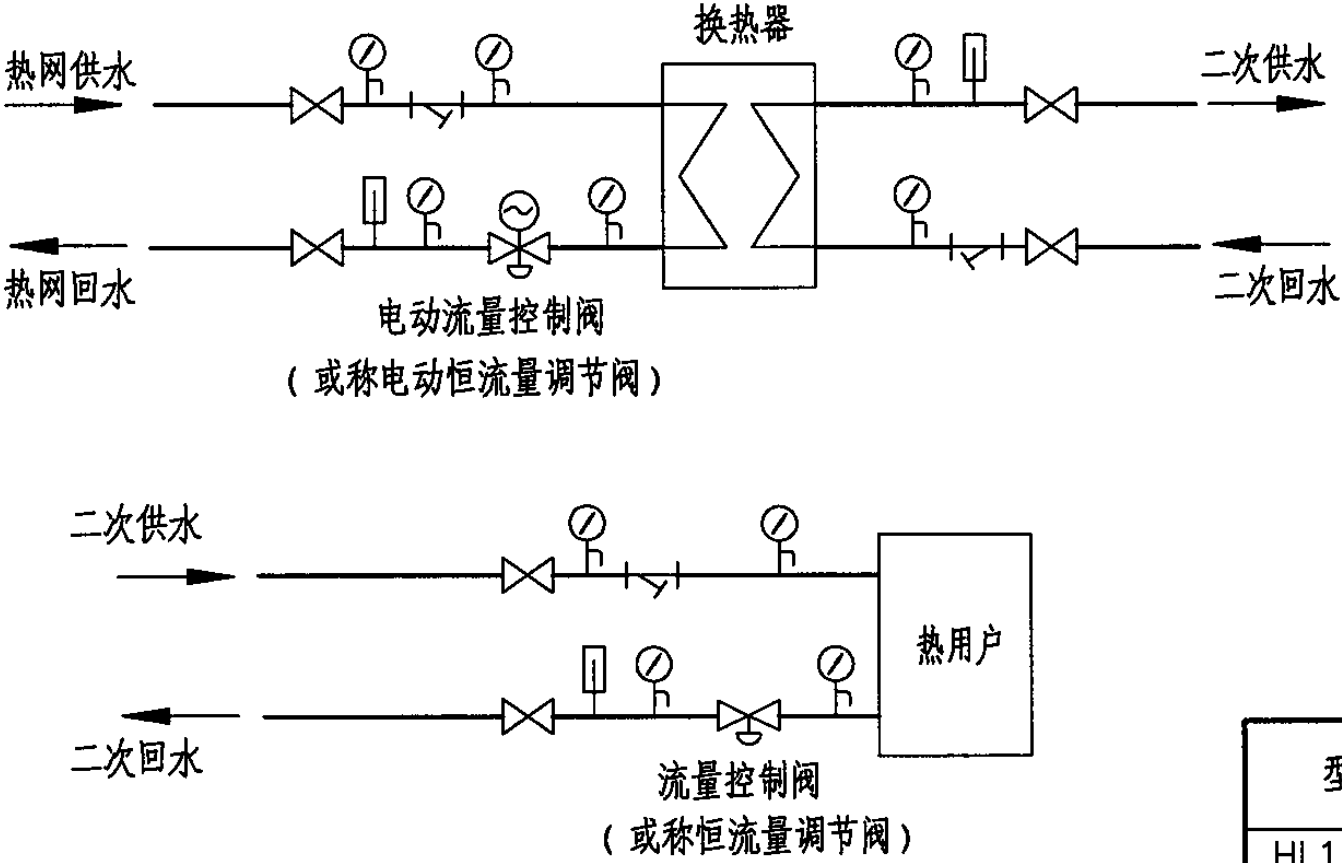 换热器
热网供水
二次供水
热网回水
二次回水
电动流量控制阀
（或称电动恒流量调节阀）
二次供水
热用户
二次回水
流量控制阀
（或称恒流量调节阀）
型
HL1